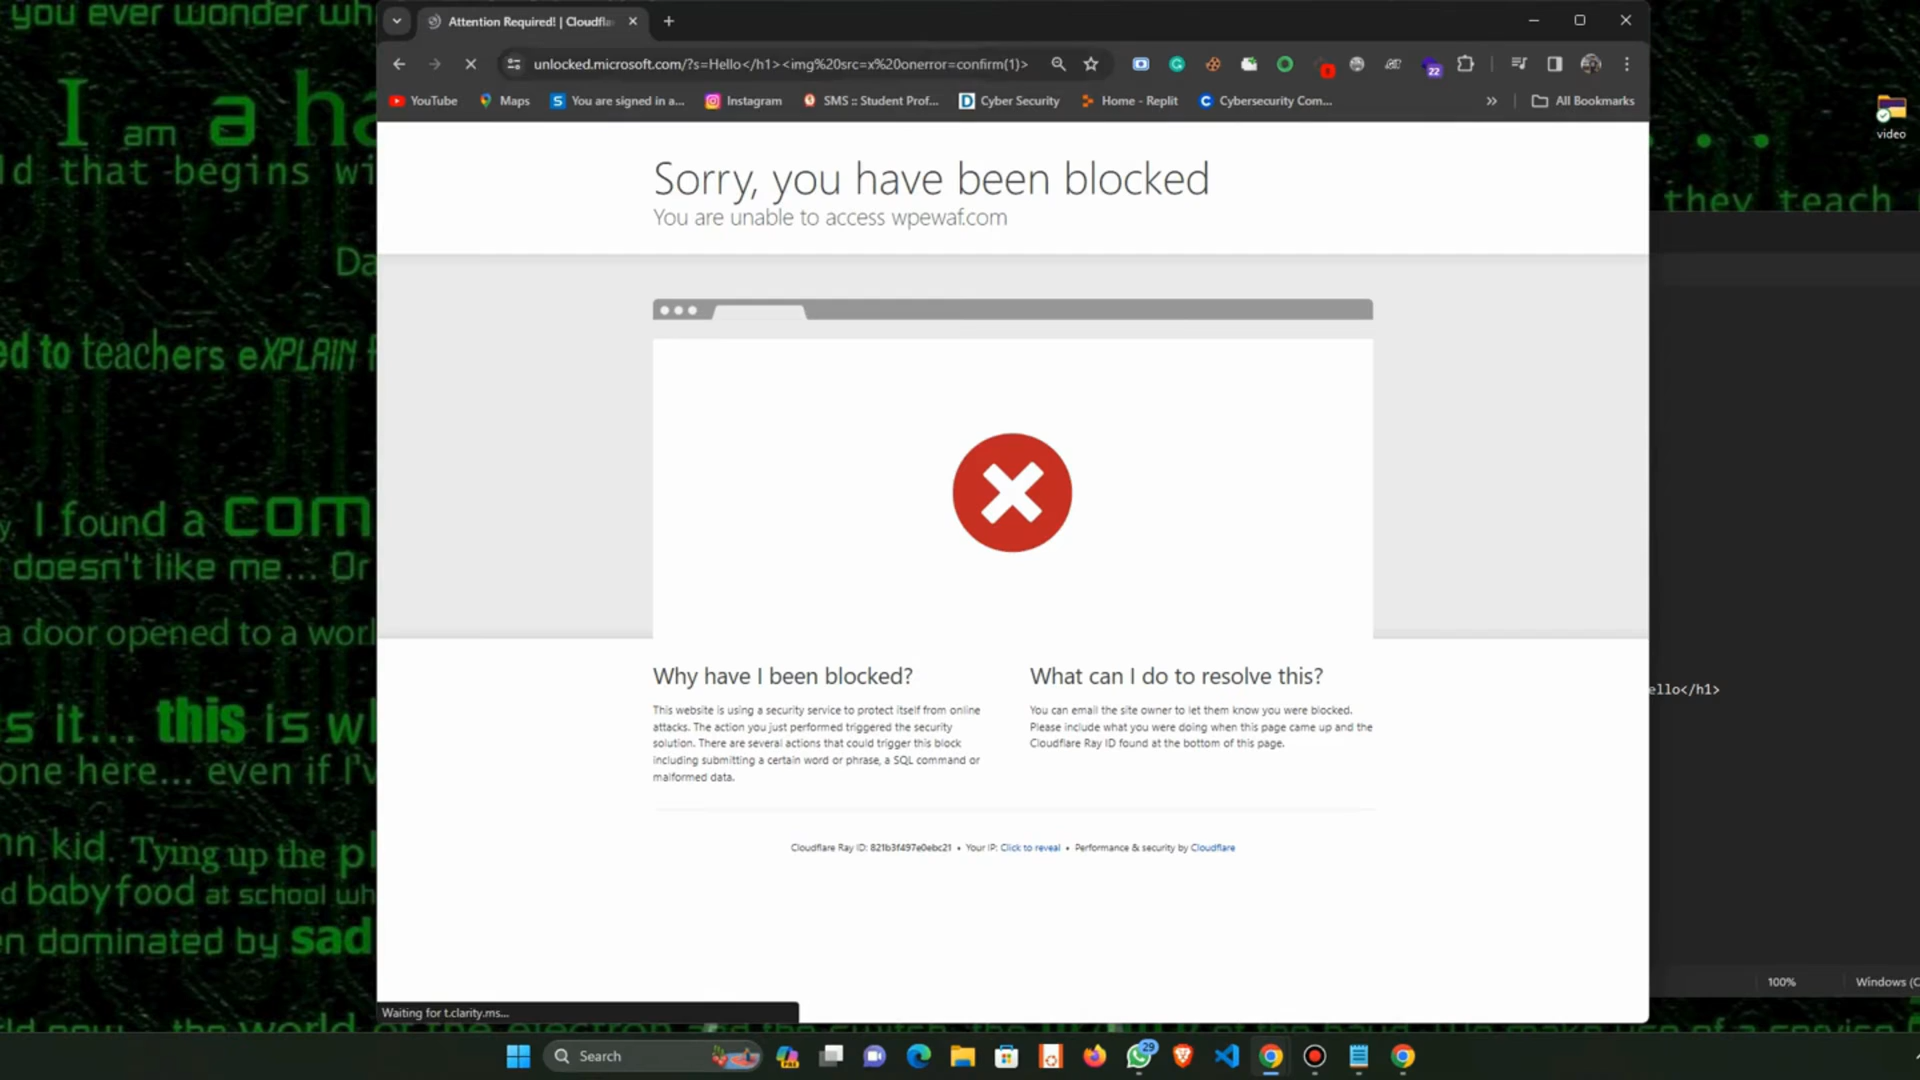 you ever wonder wh
I am a ha
ld that begins wi
Da
ed to teachers eXPLAIN f
y, I found a com
doesn't like me... Or
a door opened to a worl
s it... this is w
one here... even if I'v
mn kid. Tying up the pl
d baby food at school wh
en dominated by sad
Attention Required! | Cloudfla
unlocked.microsoft.com/?s=Hello</h1><img%20src=x%20onerror=confirm(1)>
22
YouTube
Maps
You are signed in a...
Instagram
SMS :: Student Prof...
Cyber Security
Home - Replit
Cybersecurity Com...
All Bookmarks
Sorry, you have been blocked
You are unable to access wpewaf.com
Why have I been blocked?
This website is using a security service to protect itself from online
attacks. The action you just performed triggered the security
solution. There are several actions that could trigger this block
including submitting a certain word or phrase, a SQL command or
malformed data.
What can I do to resolve this?
You can email the site owner to let them know you were blocked.
Please include what you were doing when this page came up and the
Cloudflare Ray ID found at the bottom of this page.
Cloudflare Ray ID: 821b3f497e0ebc21 • Your IP: Click to reveal • Performance & security by Cloudflare
Waiting for t.clarity.ms...
video
...
they teach
ello</h1>
100%
Windows (C
Search
PRE
29